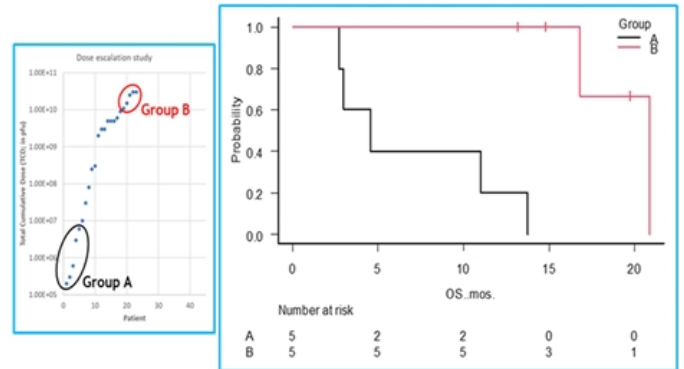 Dose escalation study
Total Cumulative Dose (TCD; in pfu)
1.00E+11
1.00E+10
1.00E+09
1.00E+08
1.00E+07
1.00E+06
1.00E+05
Group B
Group A
0 10 20 30 40
Patient
Group
A
B
Probability
1.0
0.8
0.6
0.4
0.2
0.0
0 5 10 15 20
OS..mos.
Number at risk
A 5 2 2 0 0
B 5 5 5 3 1